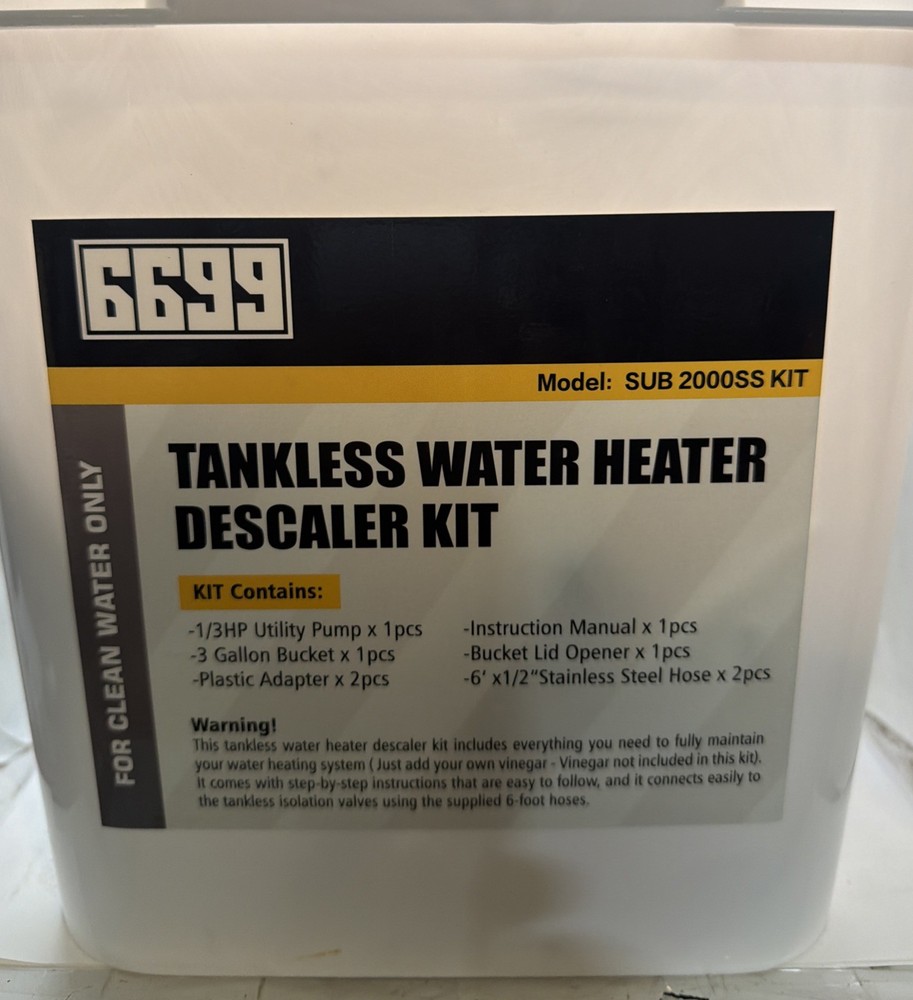 6699
Model: SUB 2000SS KIT
FOR CLEAN WATER ONLY
TANKLESS WATER HEATER
DESCALER KIT
KIT Contains:
-1/3HP Utility Pump x 1pcs
-3 Gallon Bucket x 1pcs
-Plastic Adapter x 2pcs
-Instruction Manual x 1pcs
-Bucket Lid Opener x 1pcs
-6' x1/2"Stainless Steel Hose x 2pcs
Warning!
This tankless water heater descaler kit includes everything you need to fully maintain
your water heating system ( Just add your own vinegar - Vinegar not included in this kit).
It comes with step-by-step instructions that are easy to follow, and it connects easily to
the tankless isolation valves using the supplied 6-foot hoses.